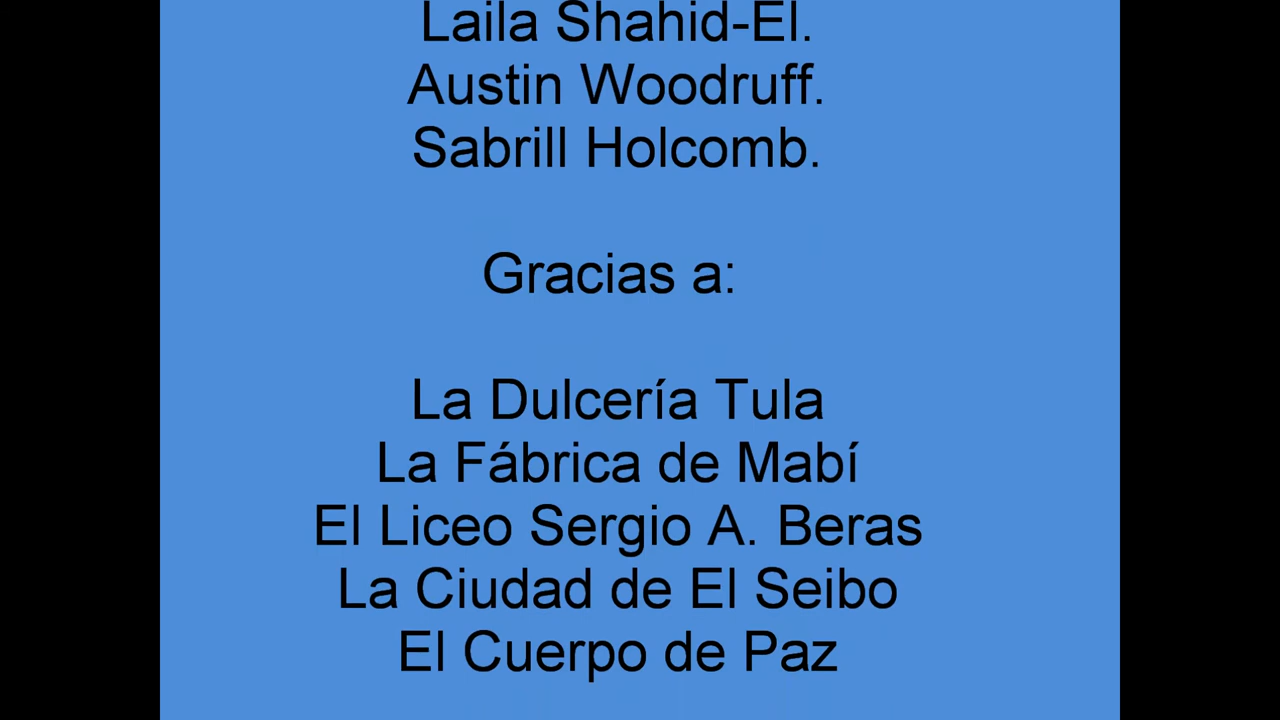 Laila Shahid-El.
Austin Woodruff.
Sabrill Holcomb.
Gracias a:
La Dulcería Tula
La Fábrica de Mabí
El Liceo Sergio A. Beras
La Ciudad de El Seibo
El Cuerpo de Paz